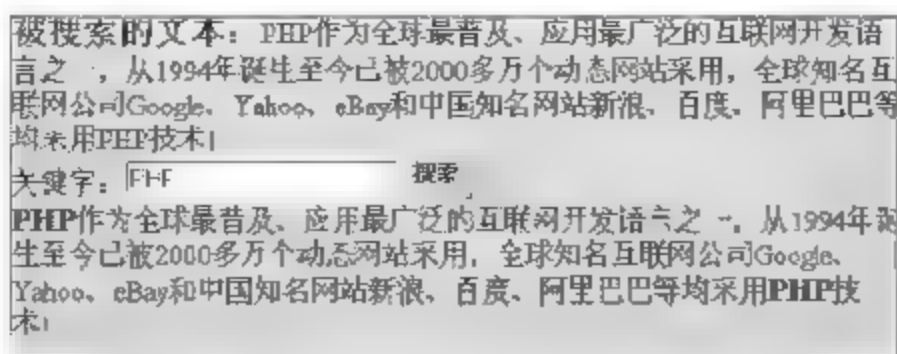 被搜索的文本：PHP作为全球最普及、应用最广泛的互联网开发语
言之一，从1994年诞生至今已被2000多万个动态网站采用，全球知名互
联网公司Google、Yahoo、eBay和中国知名网站新浪、百度、阿里巴巴等
均采用PHP技术！
关键字：PHP 搜索
PHP作为全球最普及、应用最广泛的互联网开发语言之一，从1994年诞
生至今已被2000多万个动态网站采用，全球知名互联网公司Google、
Yahoo、eBay和中国知名网站新浪、百度、阿里巴巴等均采用PHP技
术！